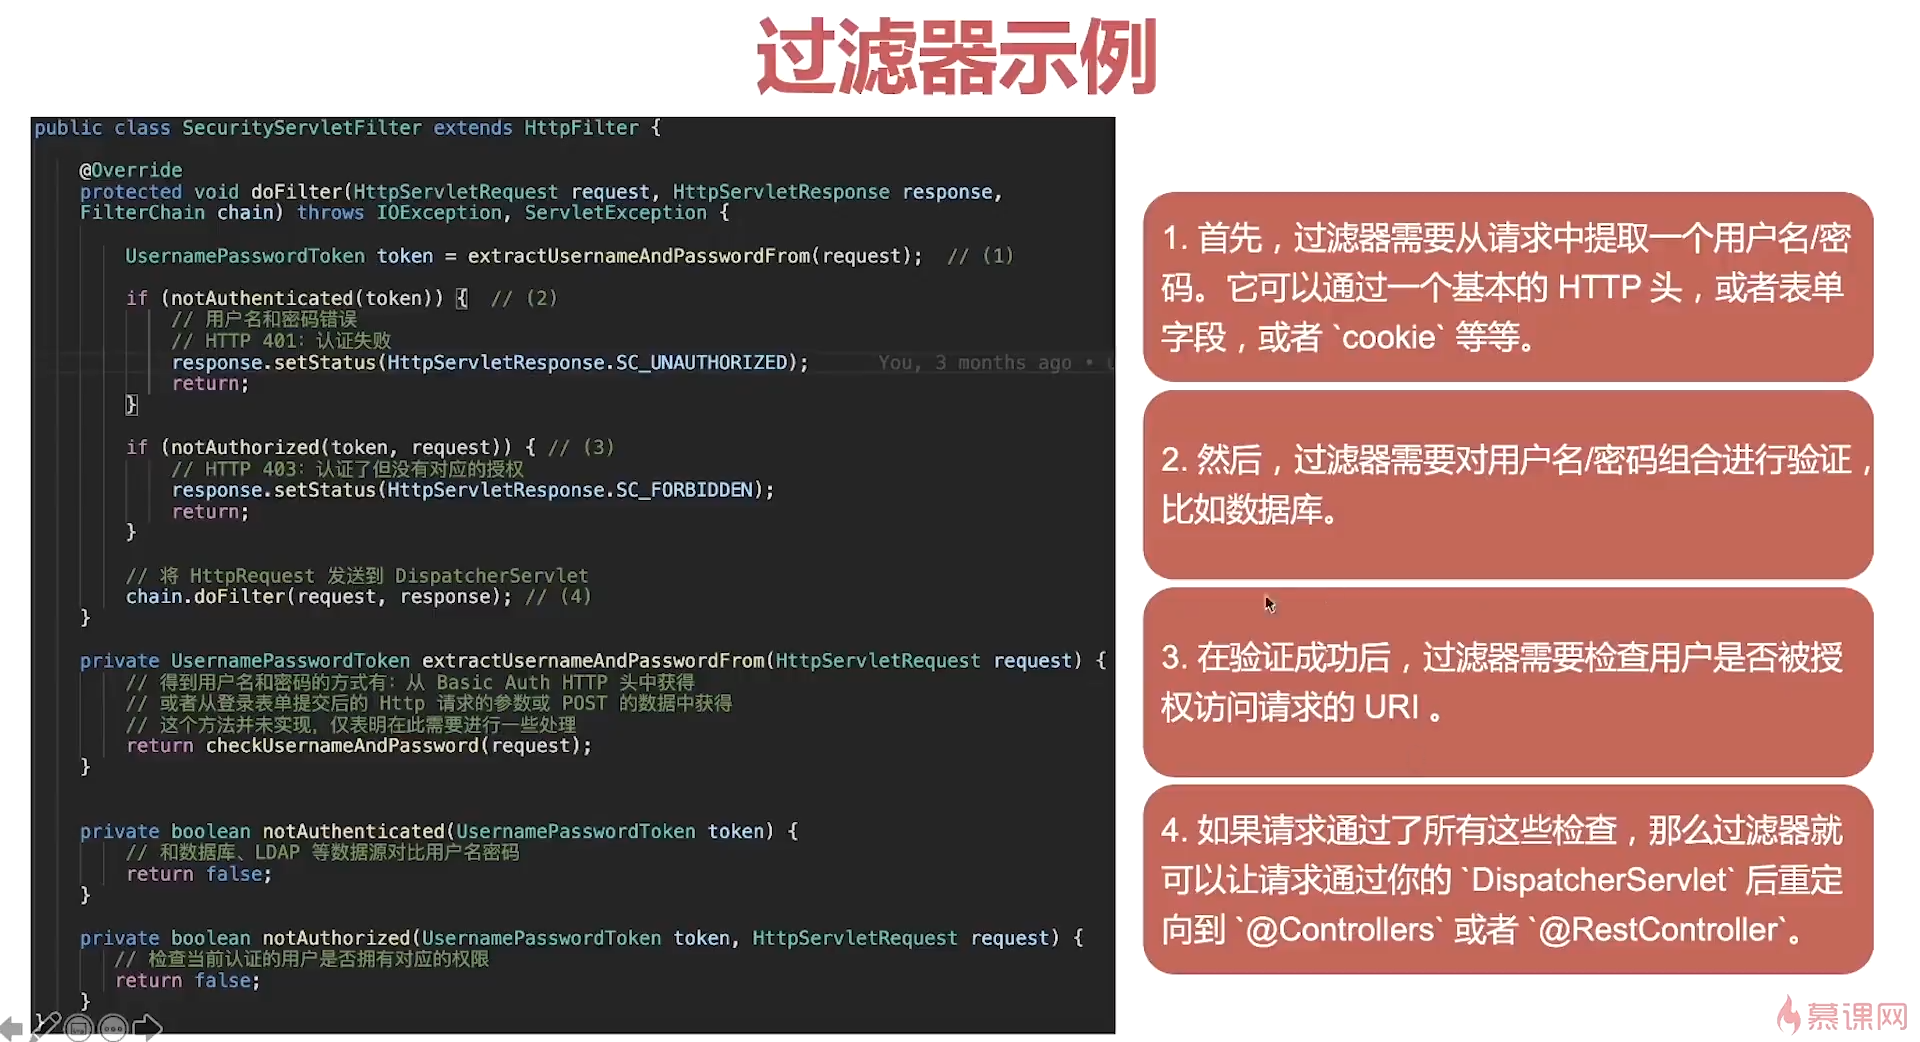 过滤器示例
public class SecurityServletFilter extends HttpFilter {
@Override
protected void doFilter(HttpServletRequest request, HttpServletResponse response,
FilterChain chain) throws IOException, ServletException {
UsernamePasswordToken token = extractUsernameAndPasswordFrom(request);  // (1)
if (notAuthenticated(token)) {  // (2)
// 用户名和密码错误
// HTTP 401: 认证失败
response.setStatus(HttpServletResponse.SC_UNAUTHORIZED);    You, 3 months ago •
return;
}
if (notAuthorized(token, request)) { // (3)
// HTTP 403: 认证了但没有对应的授权
response.setStatus(HttpServletResponse.SC_FORBIDDEN);
return;
}
// 将 HttpRequest 发送到 DispatcherServlet
chain.doFilter(request, response); // (4)
}
private UsernamePasswordToken extractUsernameAndPasswordFrom(HttpServletRequest request) {
// 得到用户名和密码的方式有: 从 Basic Auth HTTP 头中获得
// 或者从登录表单提交后的 Http 请求的参数或 POST 的数据中获得
// 这个方法并未实现, 仅表明在此需要进行一些处理
return checkUsernameAndPassword(request);
}
private boolean notAuthenticated(UsernamePasswordToken token) {
// 和数据库、LDAP 等数据源对比用户名密码
return false;
}
private boolean notAuthorized(UsernamePasswordToken token, HttpServletRequest request) {
// 检查当前认证的用户是否拥有对应的权限
return false;
}
}
1. 首先，过滤器需要从请求中提取一个用户名/密
码。它可以通过一个基本的 HTTP 头，或者表单
字段，或者 `cookie` 等等。
2. 然后，过滤器需要对用户名/密码组合进行验证，
比如数据库。
3. 在验证成功后，过滤器需要检查用户是否被授
权访问请求的 URI 。
4. 如果请求通过了所有这些检查，那么过滤器就
可以让请求通过你的 `DispatcherServlet` 后重定
向到 `@Controllers` 或者 `@RestController`。
慕课网